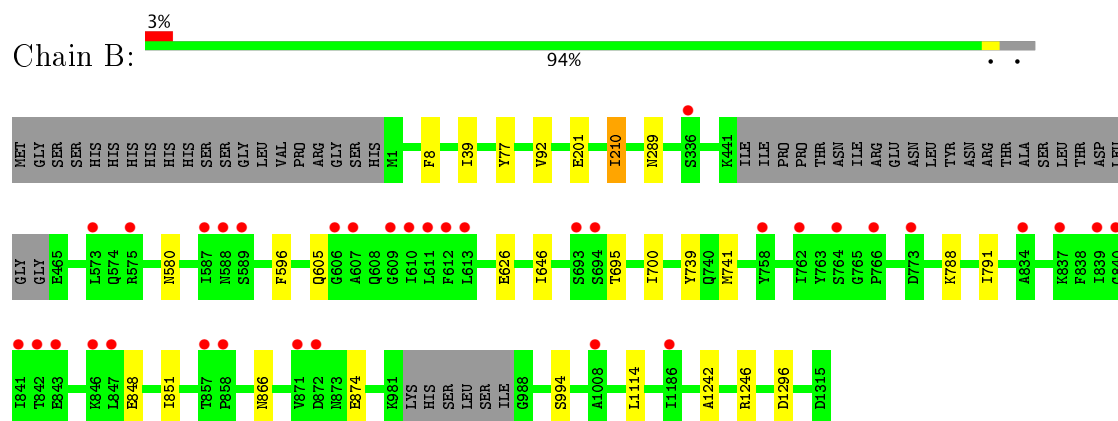 3%
Chain B:
94%
MET GLY SER SER HIS HIS HIS HIS HIS HIS SER SER GLY LEU VAL PRO ARG GLY SER HIS M1 F8 I39 Y77 V92 E201 I210 N289 S336 K441 ILE ILE PRO PRO THR ASN ILE ARG GLU ASN LEU TYR ASN ARG THR ALA SER LEU THR ASP LEU
GLY GLY E465 L573 Q574 R575 N580 I587 N588 S589 F596 Q605 G606 A607 Q608 G609 I610 L611 F612 L613 E626 I646 S693 S694 T695 I700 Y739 Q740 M741 Y758 I762 Y763 S764 G765 P766 D773 K788 I791 A834 K837 F838 I839
I841 T842 E843 K846 L847 E848 I851 T857 P858 N866 V871 D872 N873 E874 K981 LYS HIS SER LEU SER ILE G988 S994 A1008 L1114 I1186 A1242 R1246 D1296 D1315